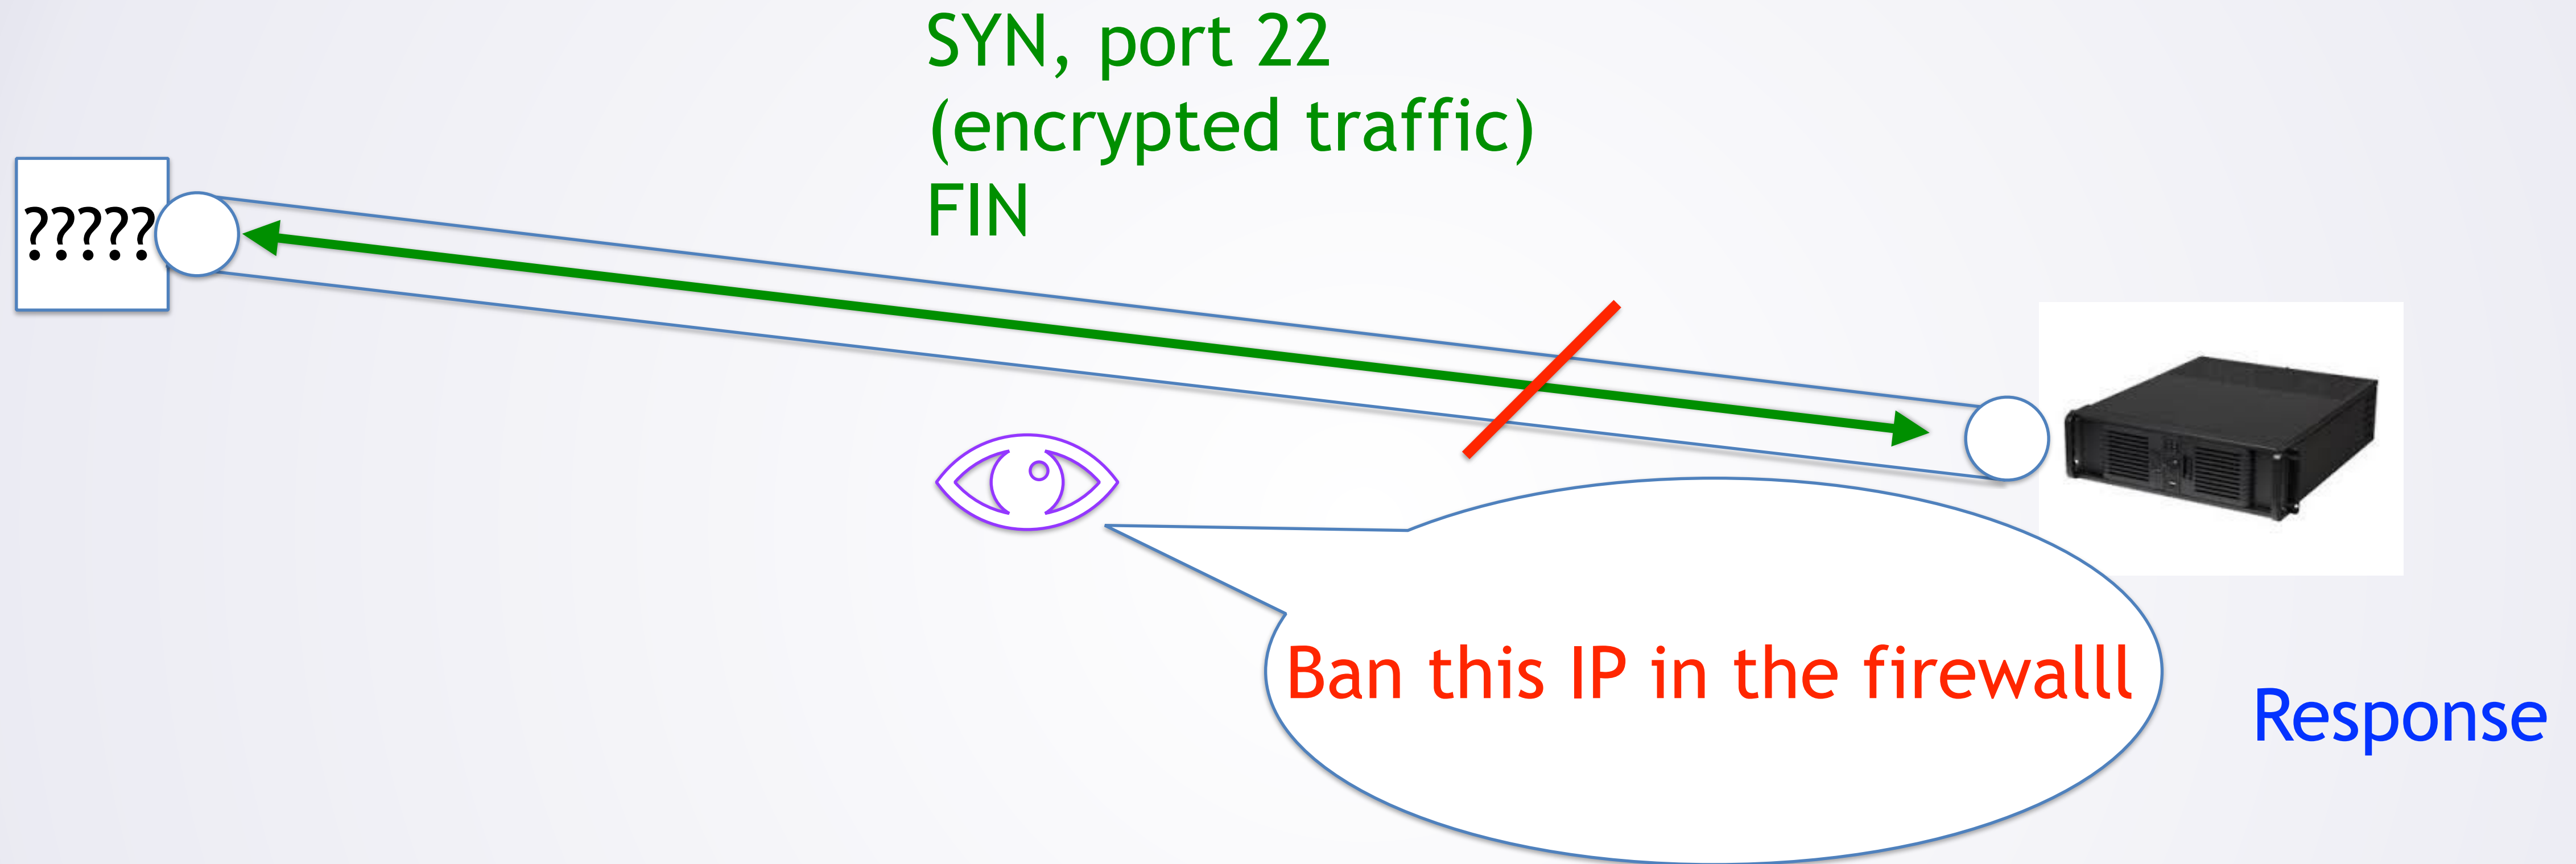 SYN, port 22
(encrypted traffic)
FIN
?????
Ban this IP in the firewalll
Response